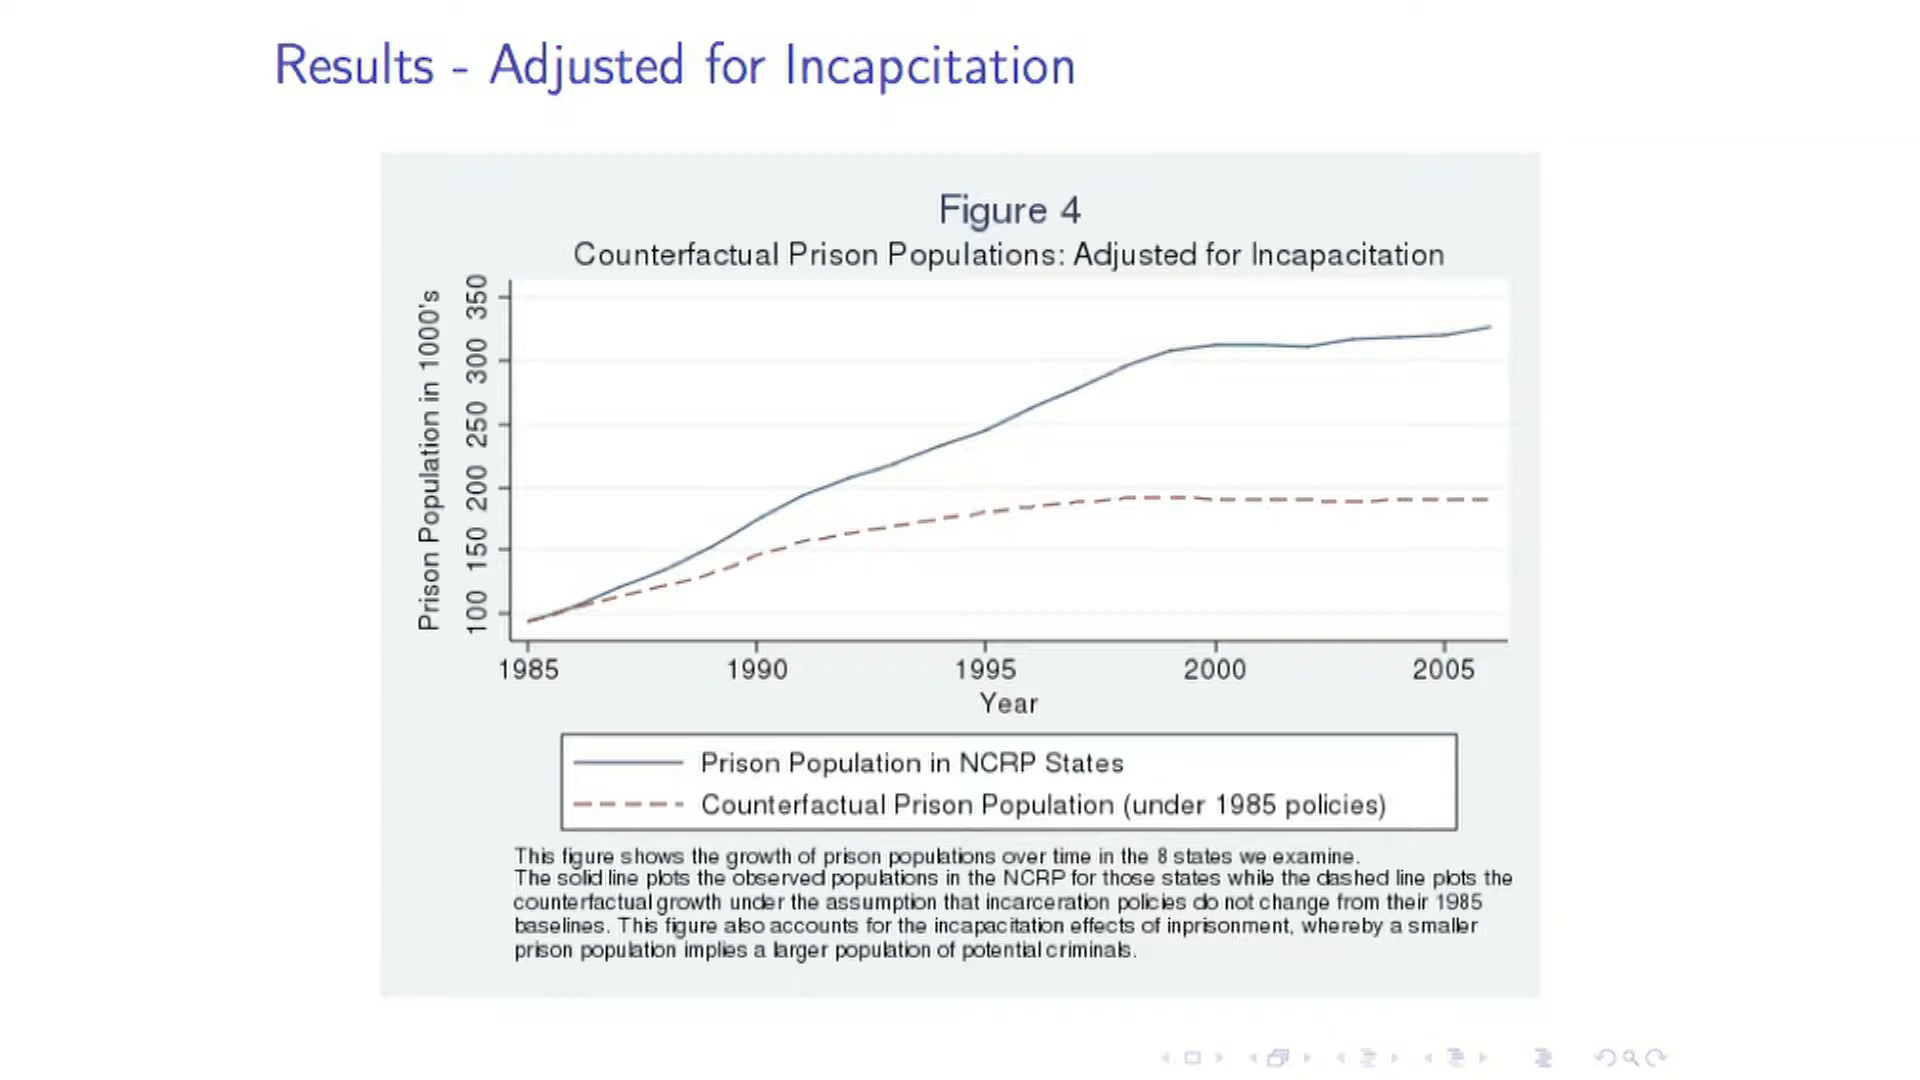 Results - Adjusted for Incapcitation
Figure 4
Counterfactual Prison Populations: Adjusted for Incapacitation
Prison Population in 1000's
350
300
250
200
150
100
1985 1990 1995 2000 2005
Year
Prison Population in NCRP States
Counterfactual Prison Population (under 1985 policies)
This figure shows the growth of prison populations over time in the 8 states we examine.
The solid line plots the observed populations in the NCRP for those states while the dashed line plots the
counterfactual growth under the assumption that incarceration policies do not change from their 1985
baselines. This figure also accounts for the incapacitation effects of inprisonment, whereby a smaller
prison population implies a larger population of potential criminals.